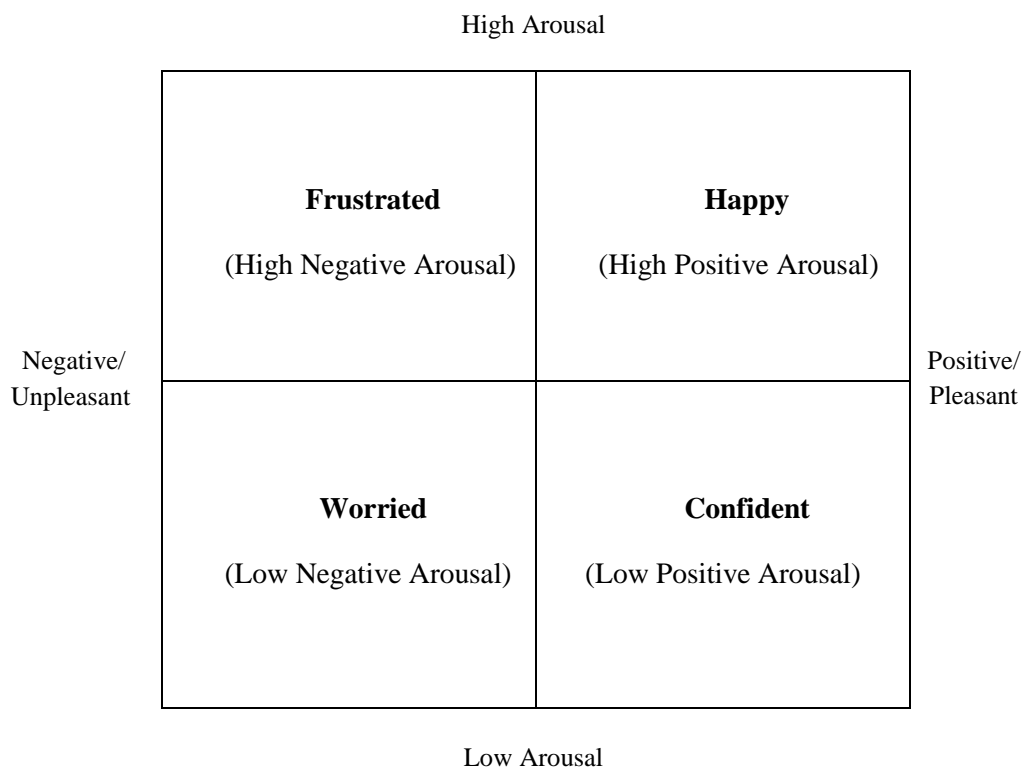 High Arousal
Frustrated
(High Negative Arousal)
Happy
(High Positive Arousal)
Negative/
Unpleasant
Positive/
Pleasant
Worried
(Low Negative Arousal)
Confident
(Low Positive Arousal)
Low Arousal